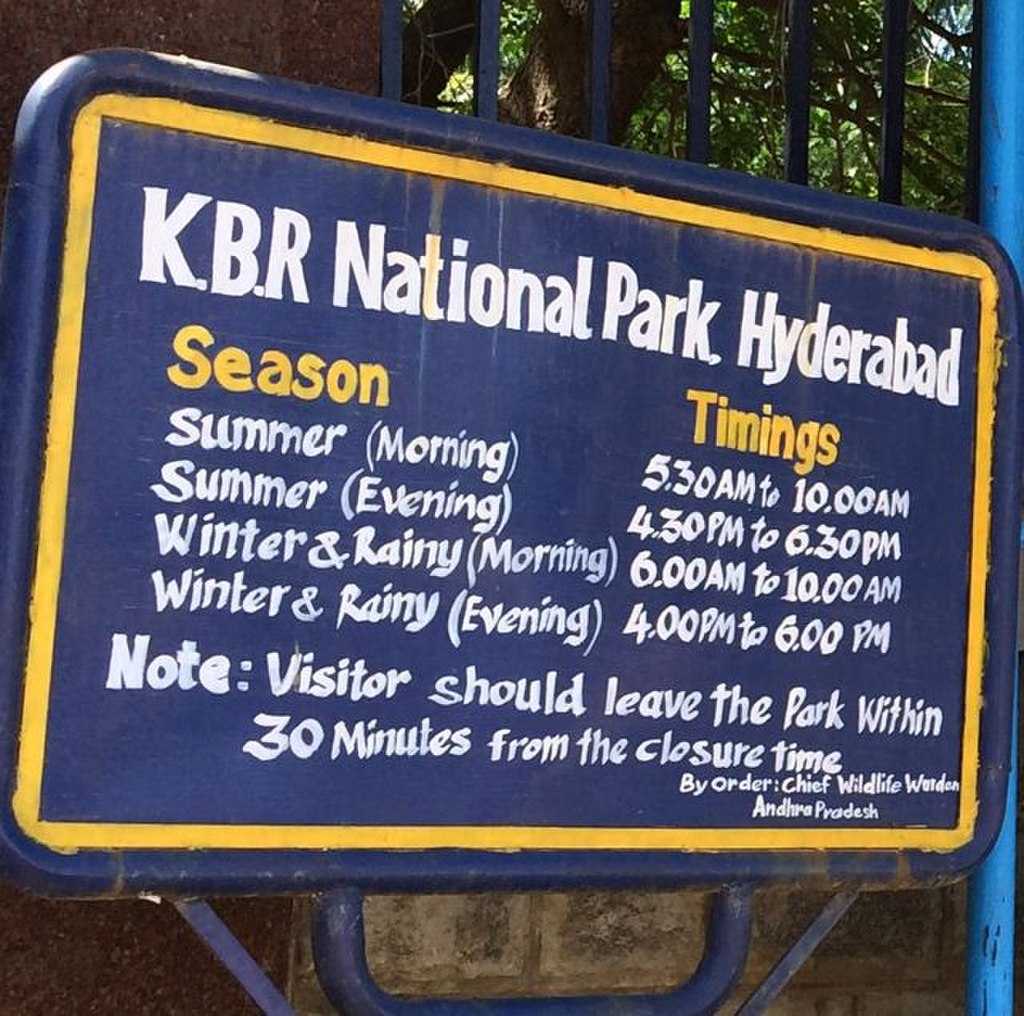 K.B.R National Park, Hyderabad
Season Timings
Summer (Morning) 5.30AM to 10.00AM
Summer (Evening) 4.30PM to 6.30PM
Winter & Rainy (Morning) 6.00AM to 10.00AM
Winter & Rainy (Evening) 4.00PM to 6.00 PM
Note: Visitor should leave the Park Within
30 Minutes from the closure time
By Order: Chief Wildlife Warden
Andhra Pradesh